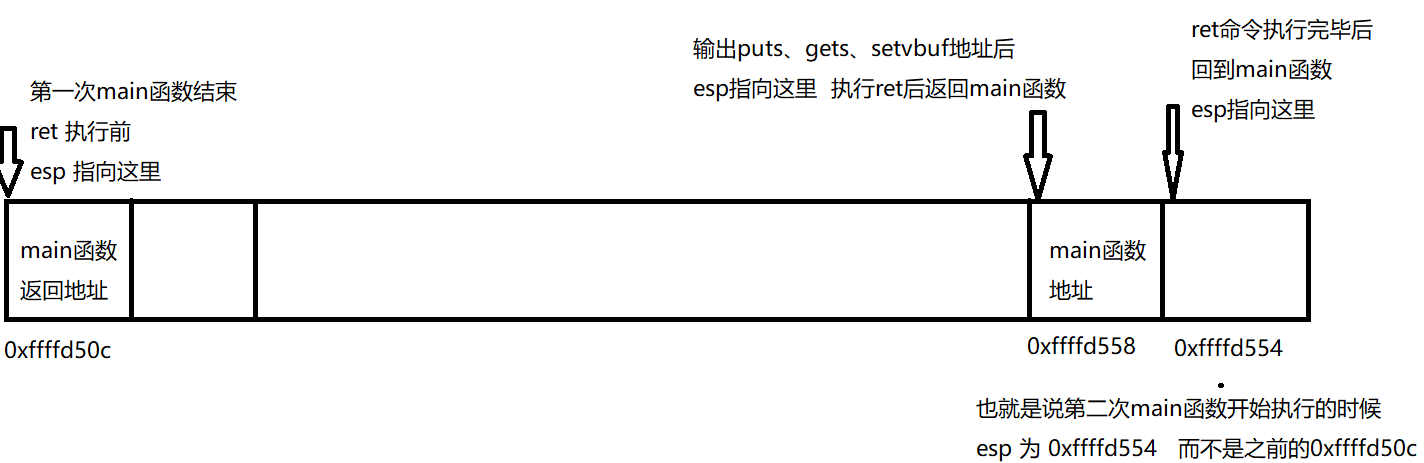 第一次main函数结束
ret 执行前
esp 指向这里
输出puts、gets、setvbuf地址后
esp指向这里 执行ret后返回main函数
ret命令执行完毕后
回到main函数
esp指向这里
main函数
返回地址
main函数
地址
0xffffd50c
0xffffd558
0xffffd554
也就是说第二次main函数开始执行的时候
esp 为 0xffffd554 而不是之前的0xffffd50c